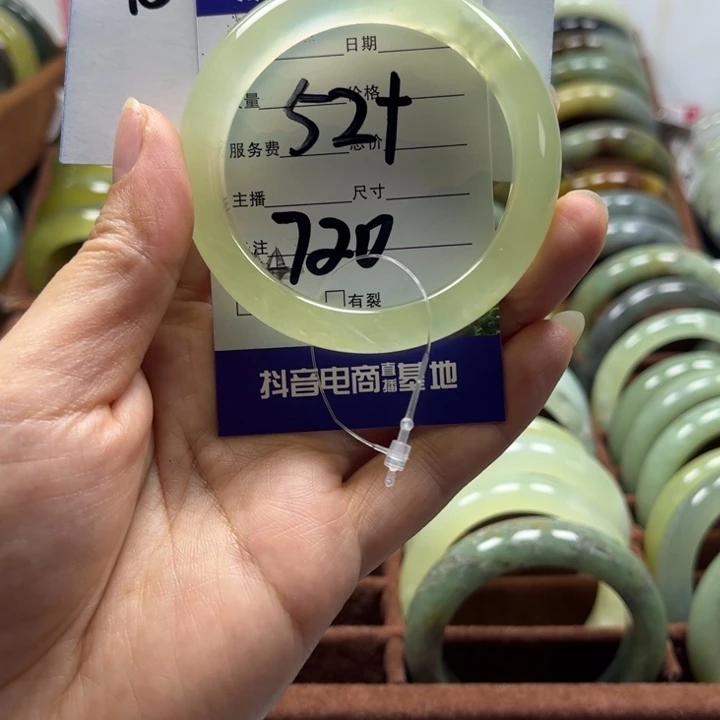 日期
量 价格
52+
服务费 总价
主播 尺寸
注
720
有裂
抖音电商直播基地